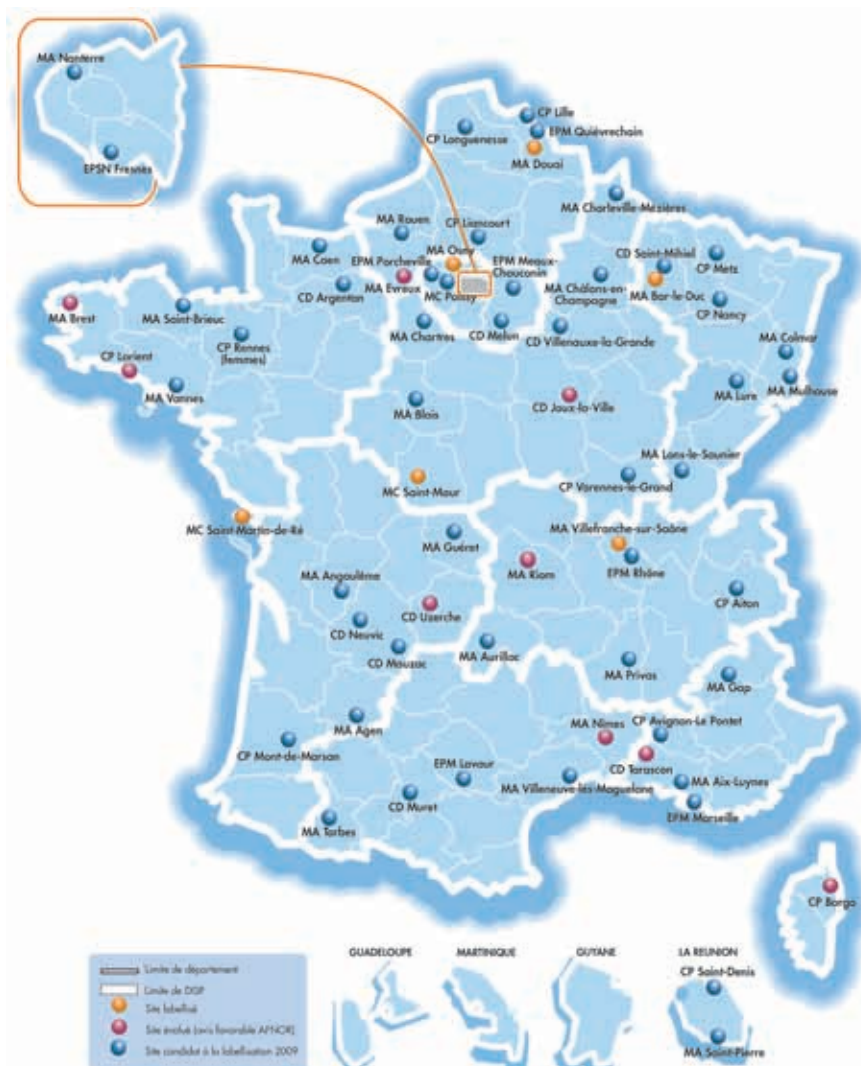 MA Nanterre
EPSN Fresnes
CP Lille
EPM Quiévrechain
CP Longuenesse
MA Douai
MA Charleville-Mézières
MA Rouen
CP Liancourt
MA Osny
EPM Meaux-
Chauconin
EPM Porcheville
MA Caen
CD Saint-Mihiel
CP Metz
MA Evreux
MC Poissy
MA Châlons-en-
Champagne
MA Bar-le-Duc
CD Argentan
CP Nancy
MA Brest
MA Saint-Brieuc
MA Chartres
CD Melun
CD Villenauxe-la-Grande
CP Rennes
(femmes)
MA Colmar
CP Lorient
MA Vannes
MA Lure
MA Mulhouse
MA Blois
CD Joux-la-Ville
MA Lons-le-Saunier
MC Saint-Maur
CP Varennes-le-Grand
MC Saint-Martin-de-Ré
MA Villefranche-sur-Saône
MA Guéret
MA Riom
EPM Rhône
MA Angoulême
CP Aiton
CD Uzerche
CD Neuvic
CD Mauzac
MA Aurillac
MA Privas
MA Gap
MA Agen
MA Nîmes
CP Avignon-Le Pontet
CP Mont-de-Marsan
EPM Lavaur
CD Tarascon
MA Villeneuve-lès-Maguelone
MA Aix-Luynes
CD Muret
EPM Marseille
MA Tarbes
CP Borgo
GUADELOUPE
MARTINIQUE
GUYANE
LA REUNION
CP Saint-Denis
MA Saint-Pierre
Limite de département
Limite de DISP
Site labellisé
Site évalué (avis favorable AFNOR)
Site candidat à la labellisation 2009